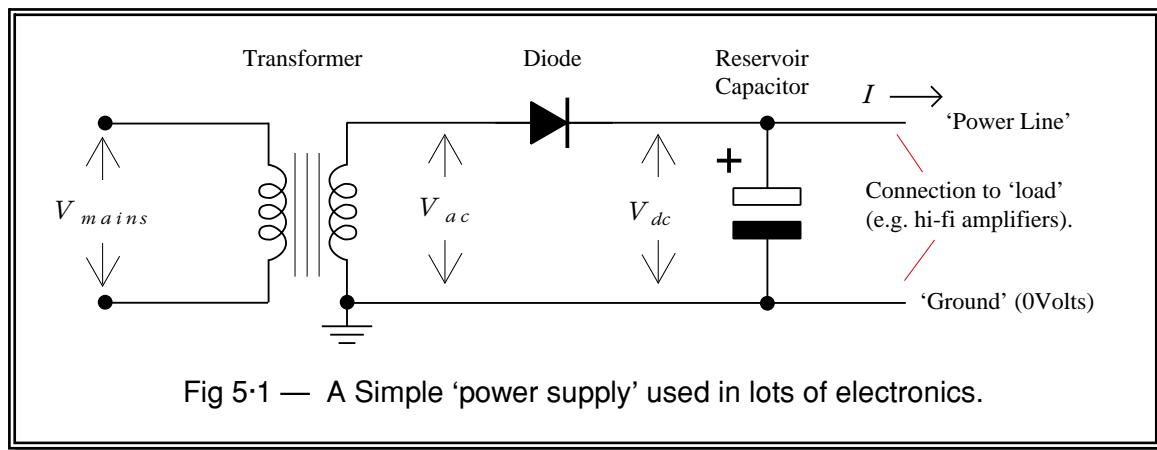 Transformer
Diode
Reservoir
Capacitor
I
‘Power Line’
+
V mains
V ac
V dc
Connection to ‘load’
(e.g. hi-fi amplifiers).
‘Ground’ (0Volts)
Fig 5·1 — A Simple ‘power supply’ used in lots of electronics.